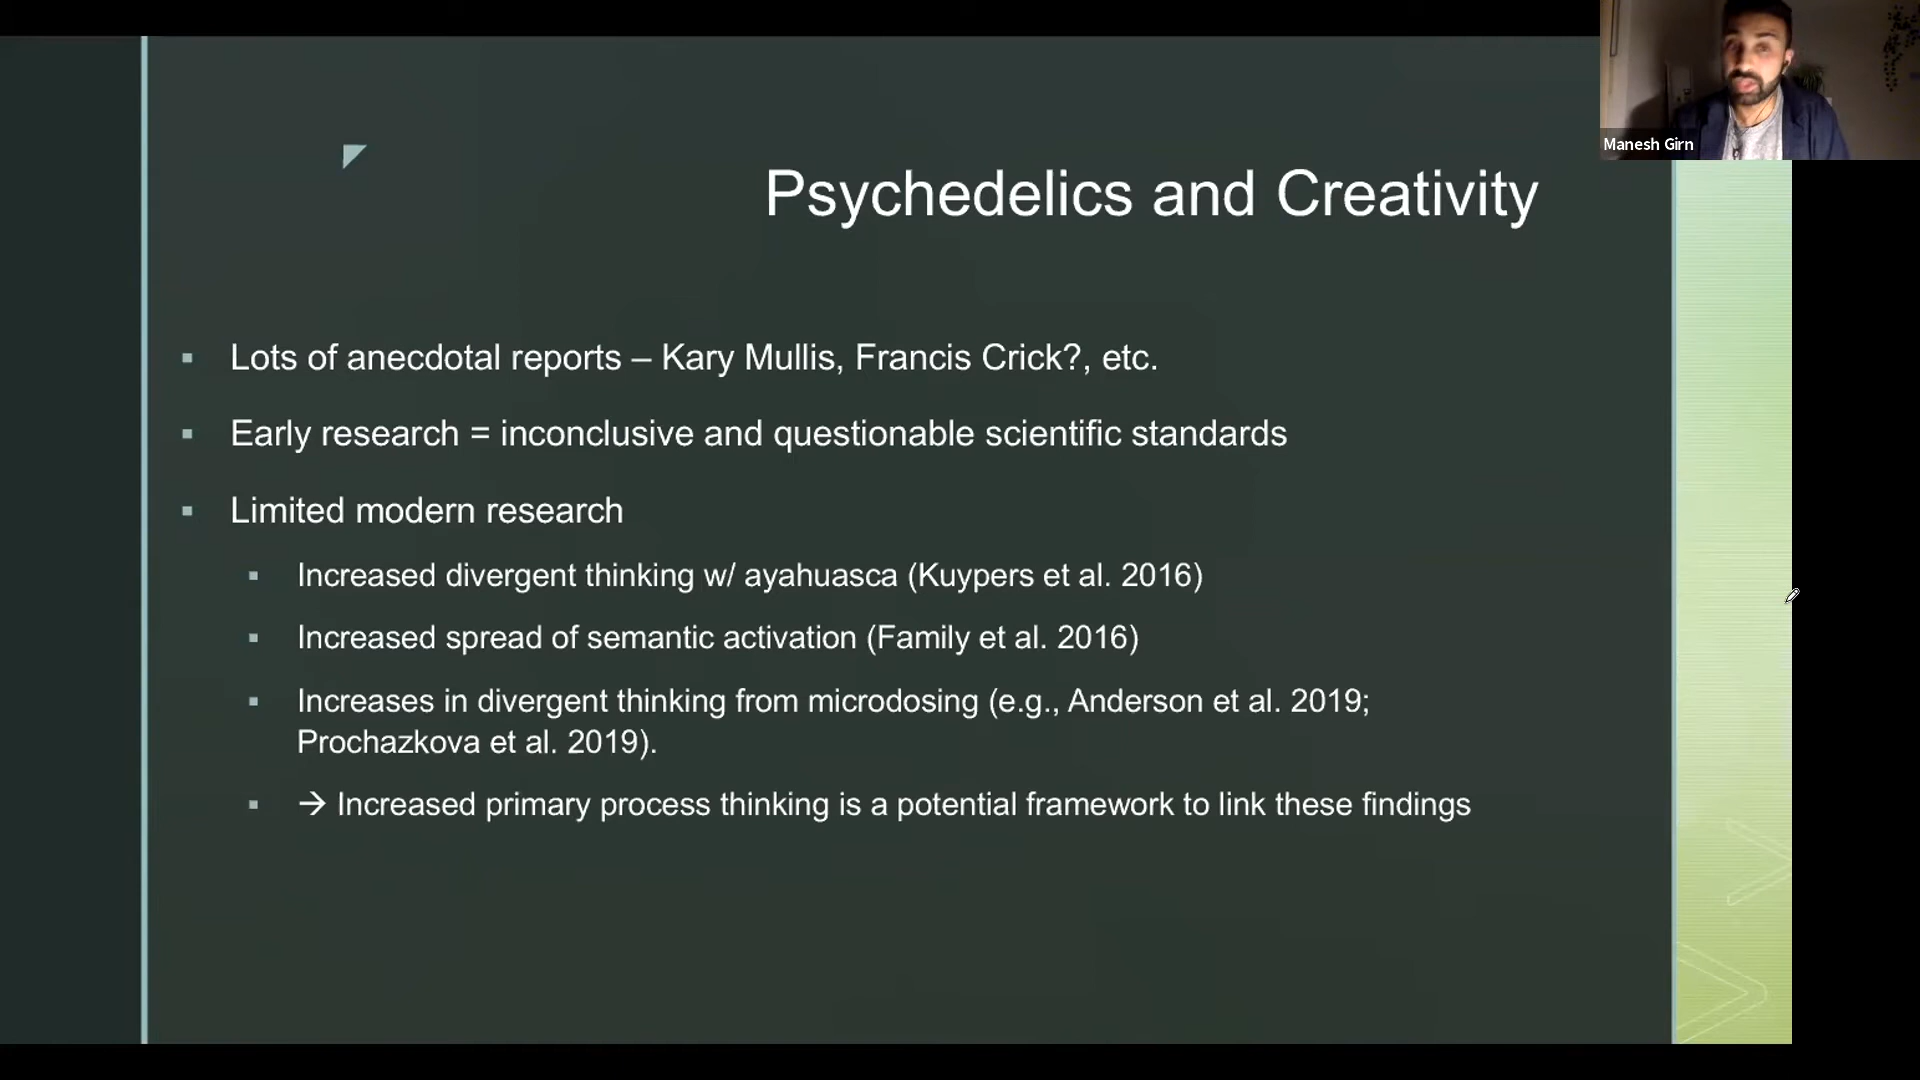 Manesh Girn
Psychedelics and Creativity
Lots of anecdotal reports – Kary Mullis, Francis Crick?, etc.
Early research = inconclusive and questionable scientific standards
Limited modern research
Increased divergent thinking w/ ayahuasca (Kuypers et al. 2016)
Increased spread of semantic activation (Family et al. 2016)
Increases in divergent thinking from microdosing (e.g., Anderson et al. 2019;
Prochazkova et al. 2019).
→ Increased primary process thinking is a potential framework to link these findings